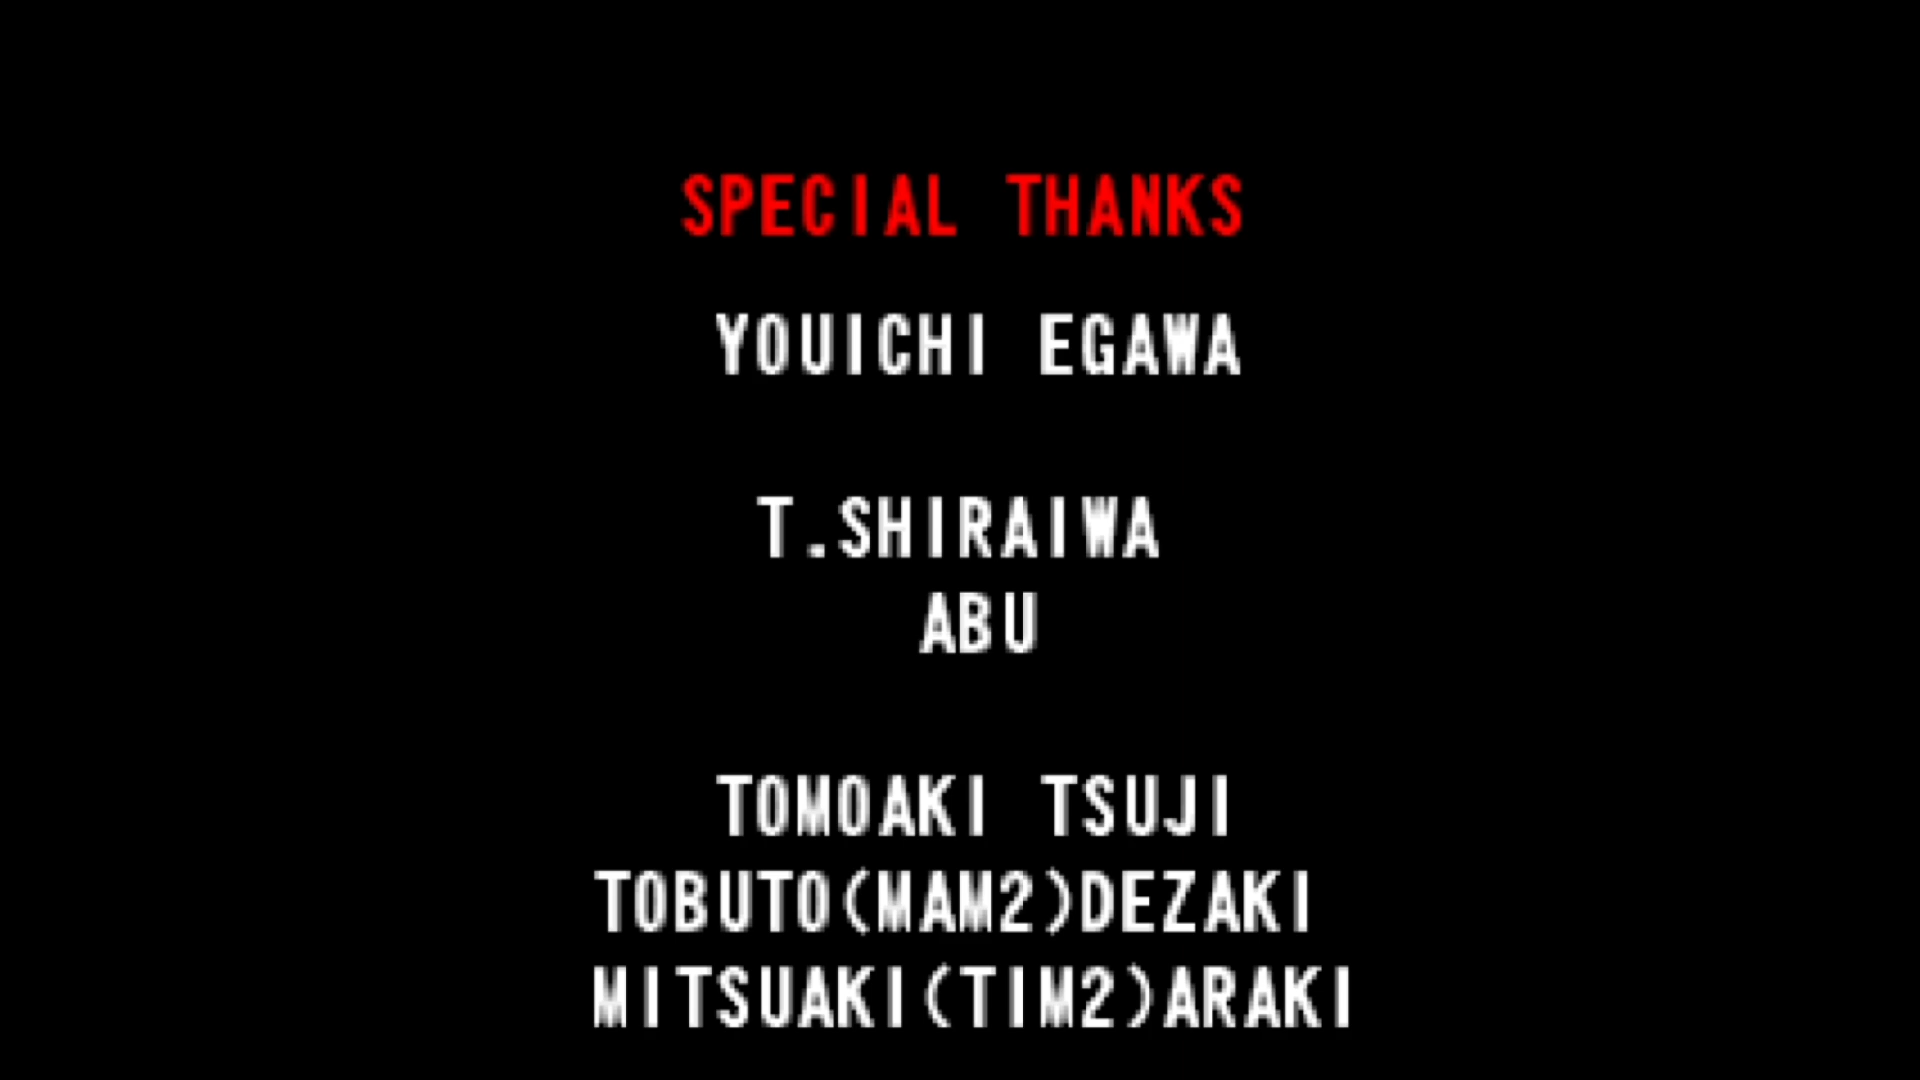 SPECIAL THANKS
YOUICHI EGAWA
T.SHIRAIWA
ABU
TOMOAKI TSUJI
TOBUTO(MAM2)DEZAKI
MITSUAKI(TIM2)ARAKI